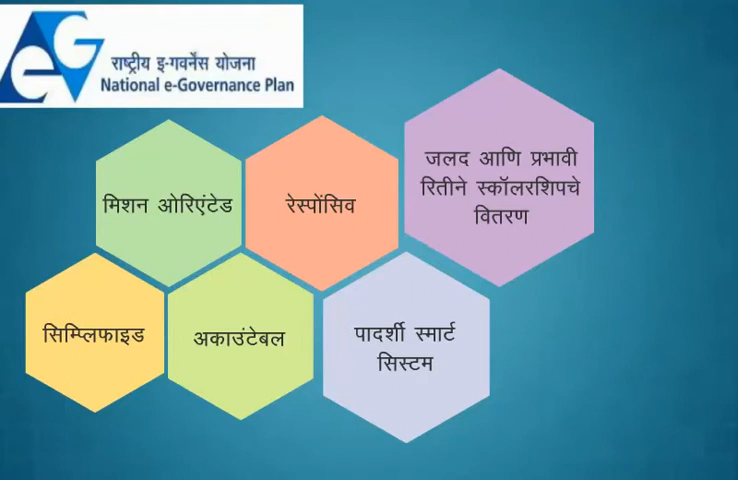 राष्ट्रीय इ-गवर्नेंस योजना
National e-Governance Plan
मिशन ओरिएंटेड
रेस्पोंसिव
जलद आणि प्रभावी
रितीने स्कॉलरशिपचे
वितरण
सिम्प्लिफाइड
अकाउंटेबल
पादर्शी स्मार्ट
सिस्टम